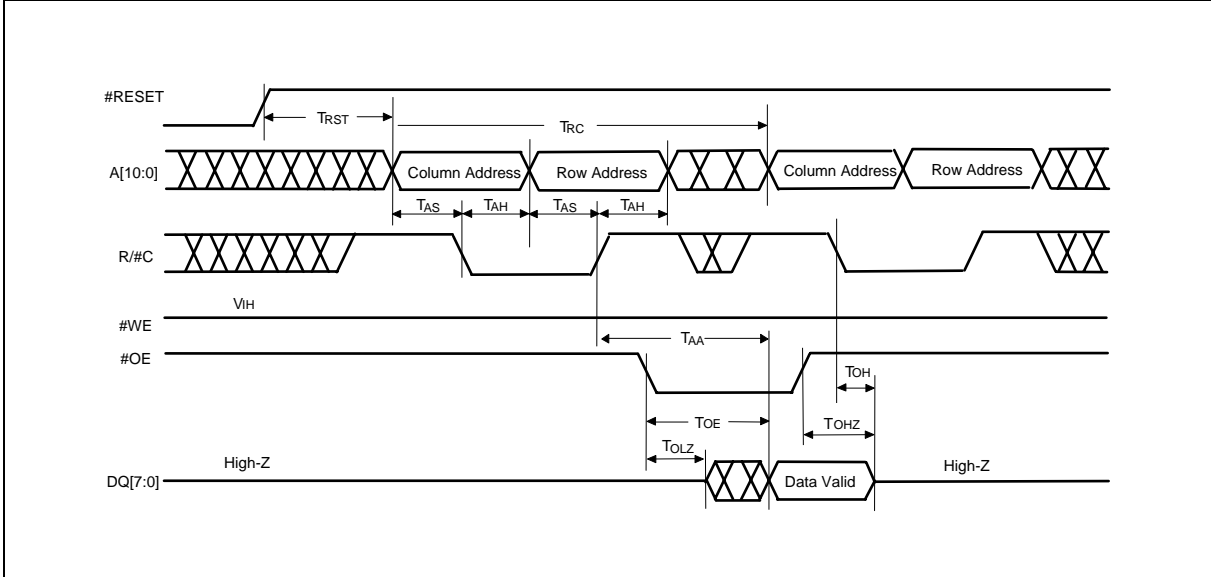 #RESET
TRST
TRC
A[10:0]
Column Address
Row Address
Column Address
Row Address
TAS
TAH
TAS
TAH
R/#C
VIH
#WE
TAA
#OE
TOH
TOE
TOHZ
TOLZ
High-Z
High-Z
DQ[7:0]
Data Valid